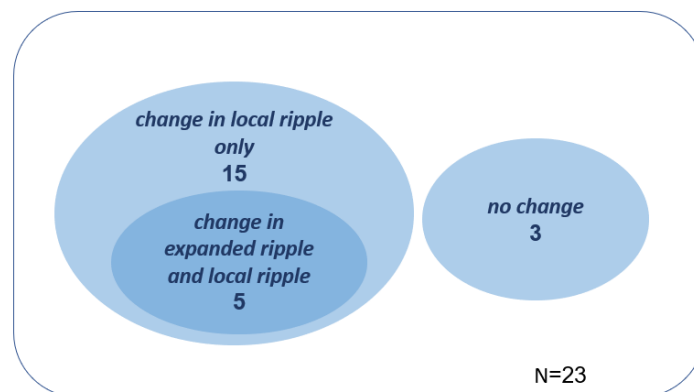 change in local ripple
only
15
change in
expanded ripple
and local ripple
5
no change
3
N=23